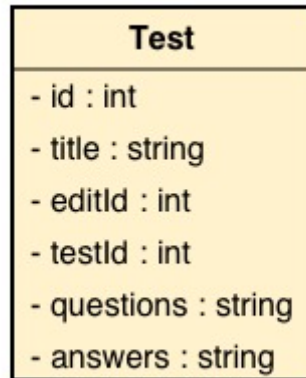 Test
- id : int
- title : string
- editId : int
- testId : int
- questions : string
- answers : string